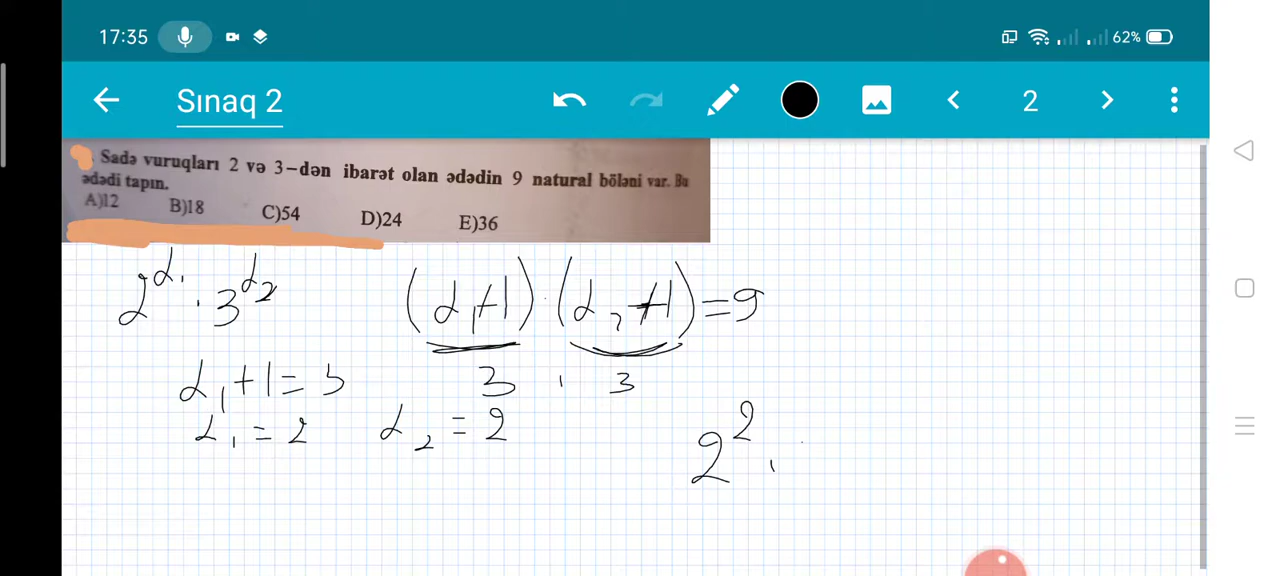 17:35 62%
Sınaq 2 2
Sadə vuruqları 2 və 3-dən ibarət olan ədədin 9 natural böləni var. Bu
ədədi tapın.
A)12 B)18 C)54 D)24 E)36
2^α₁ · 3^α₂ (α₁+1) · (α₂+1) = 9
α₁+1=3 3 · 3
α₁=2 α₂=2
2² ·